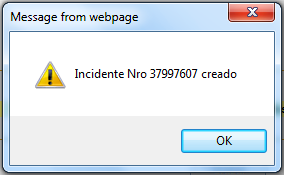 Message from webpage
Incidente Nro 37997607 creado
OK